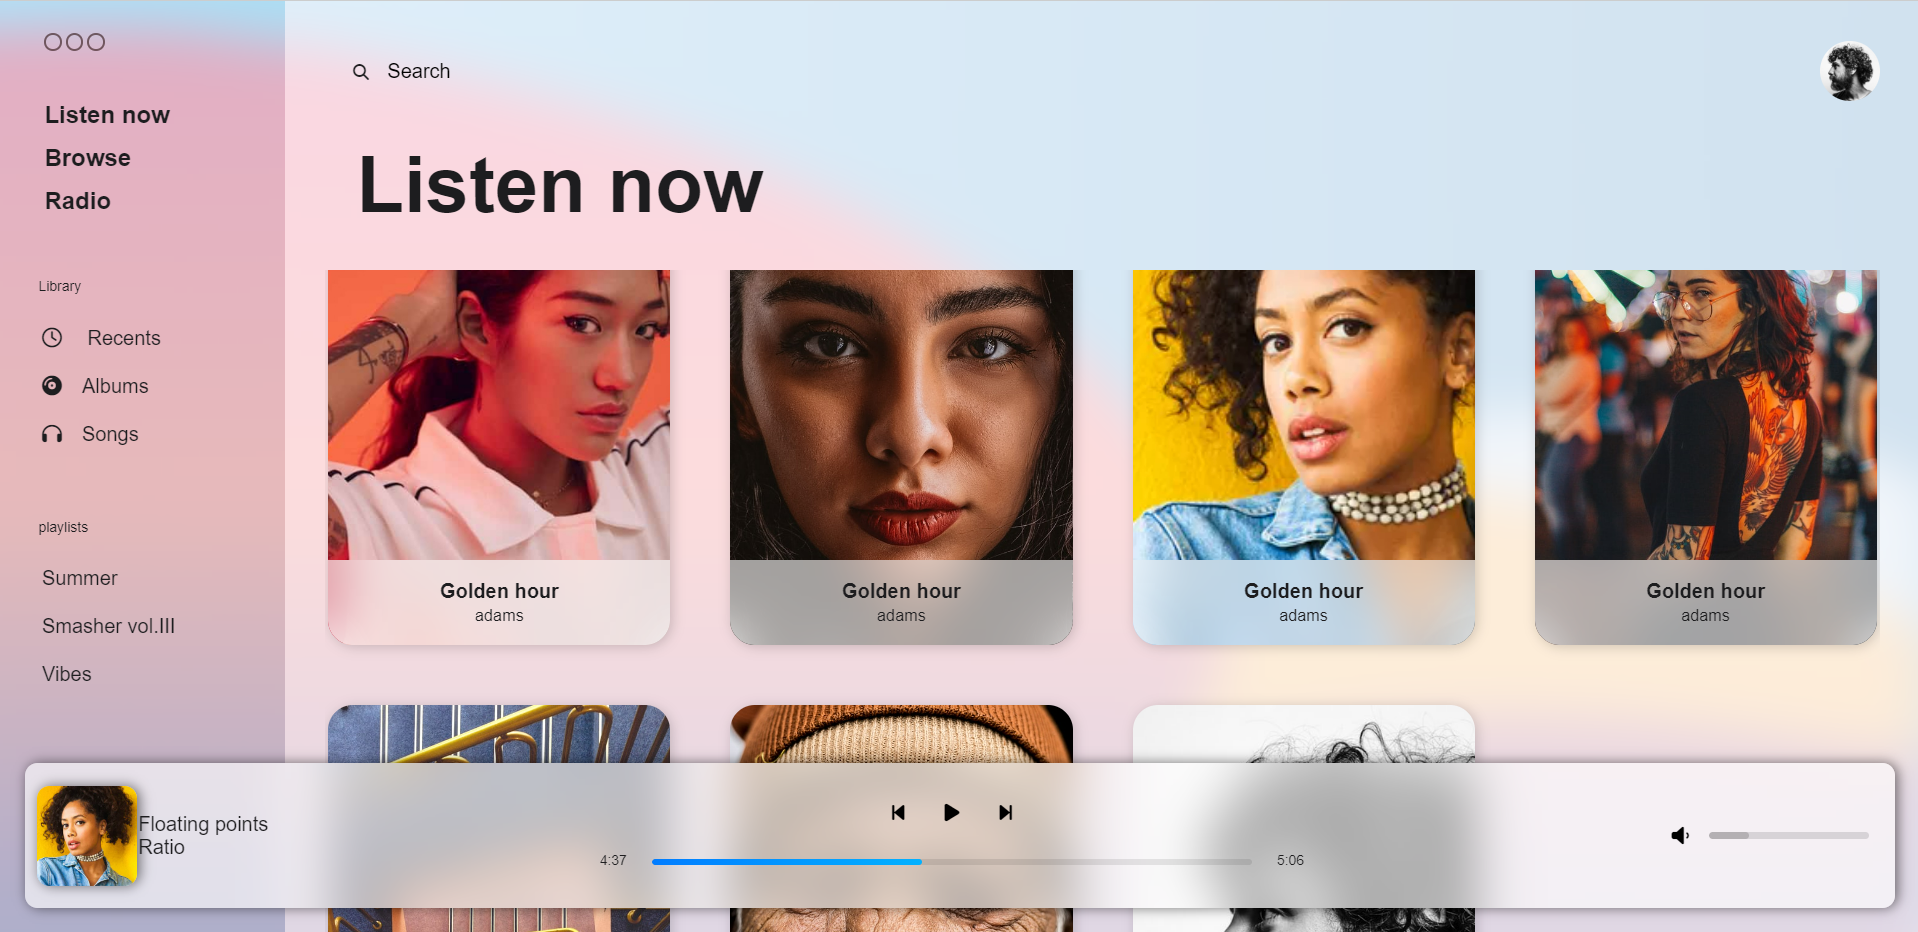 Listen now
Browse
Radio
Library
Recents
Albums
Songs
playlists
Summer
Smasher vol.III
Vibes
Search
Listen now
Golden hour
adams
Golden hour
adams
Golden hour
adams
Golden hour
adams
Floating points
Ratio
4:37
5:06